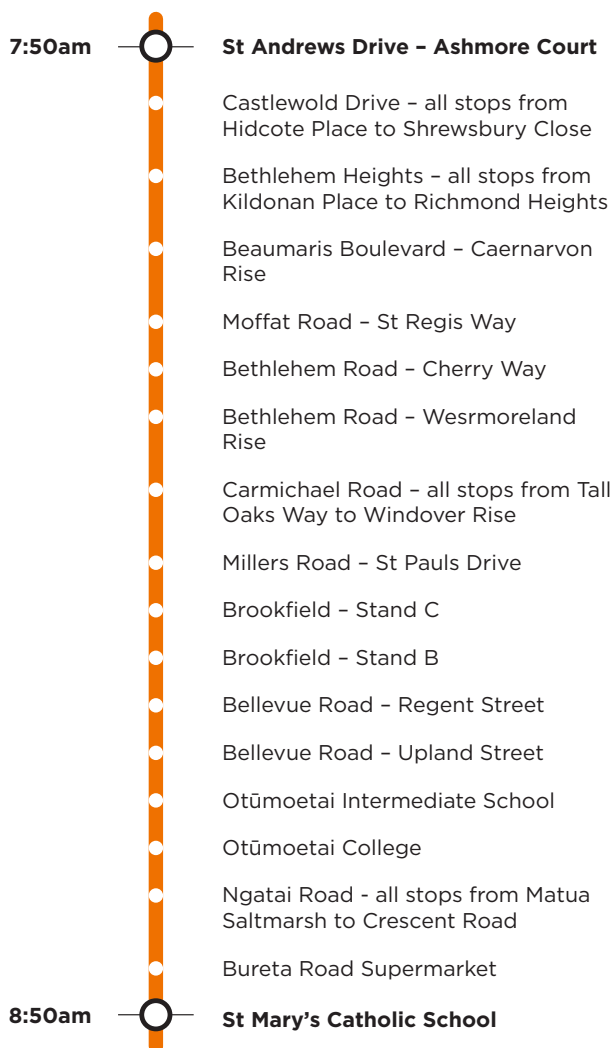 7:50am St Andrews Drive – Ashmore Court
Castlewold Drive – all stops from
Hidcote Place to Shrewsbury Close
Bethlehem Heights – all stops from
Kildonan Place to Richmond Heights
Beaumaris Boulevard – Caernarvon
Rise
Moffat Road – St Regis Way
Bethlehem Road – Cherry Way
Bethlehem Road – Wesrmoreland
Rise
Carmichael Road – all stops from Tall
Oaks Way to Windover Rise
Millers Road – St Pauls Drive
Brookfield – Stand C
Brookfield – Stand B
Bellevue Road – Regent Street
Bellevue Road – Upland Street
Otūmoetai Intermediate School
Otūmoetai College
Ngatai Road - all stops from Matua
Saltmarsh to Crescent Road
Bureta Road Supermarket
8:50am St Mary’s Catholic School